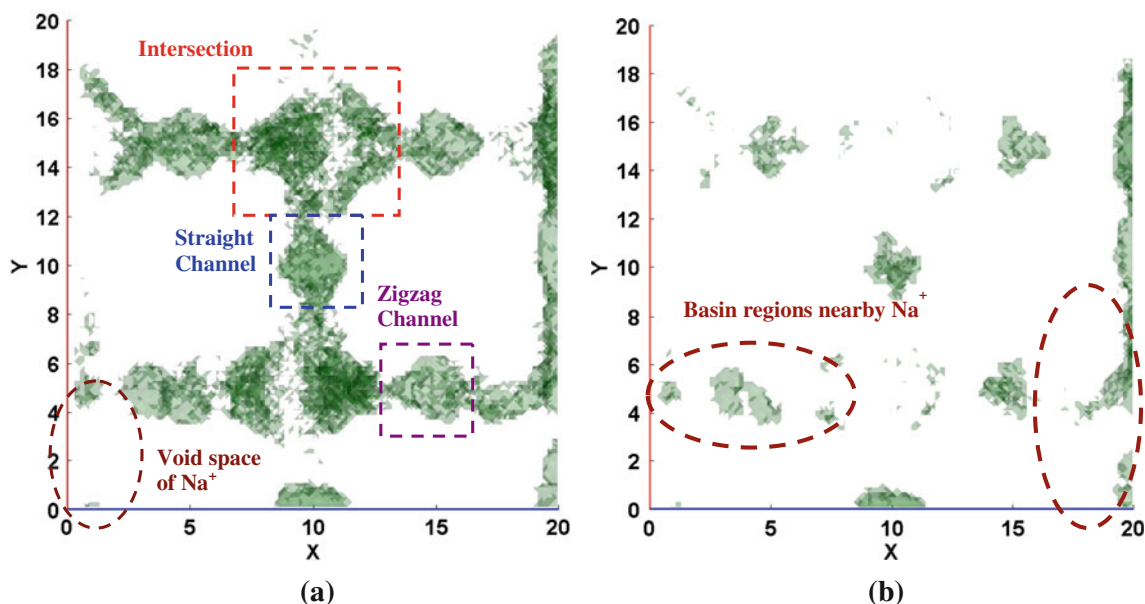 20
18
16
14
12
10
8
6
4
2
0
Y
0
5
10
15
20
X
Intersection
Straight
Channel
Zigzag
Channel
Void space
of Na⁺
(a)
20
18
16
14
12
10
8
6
4
2
0
Y
0
5
10
15
20
X
Basin regions nearby Na⁺
(b)